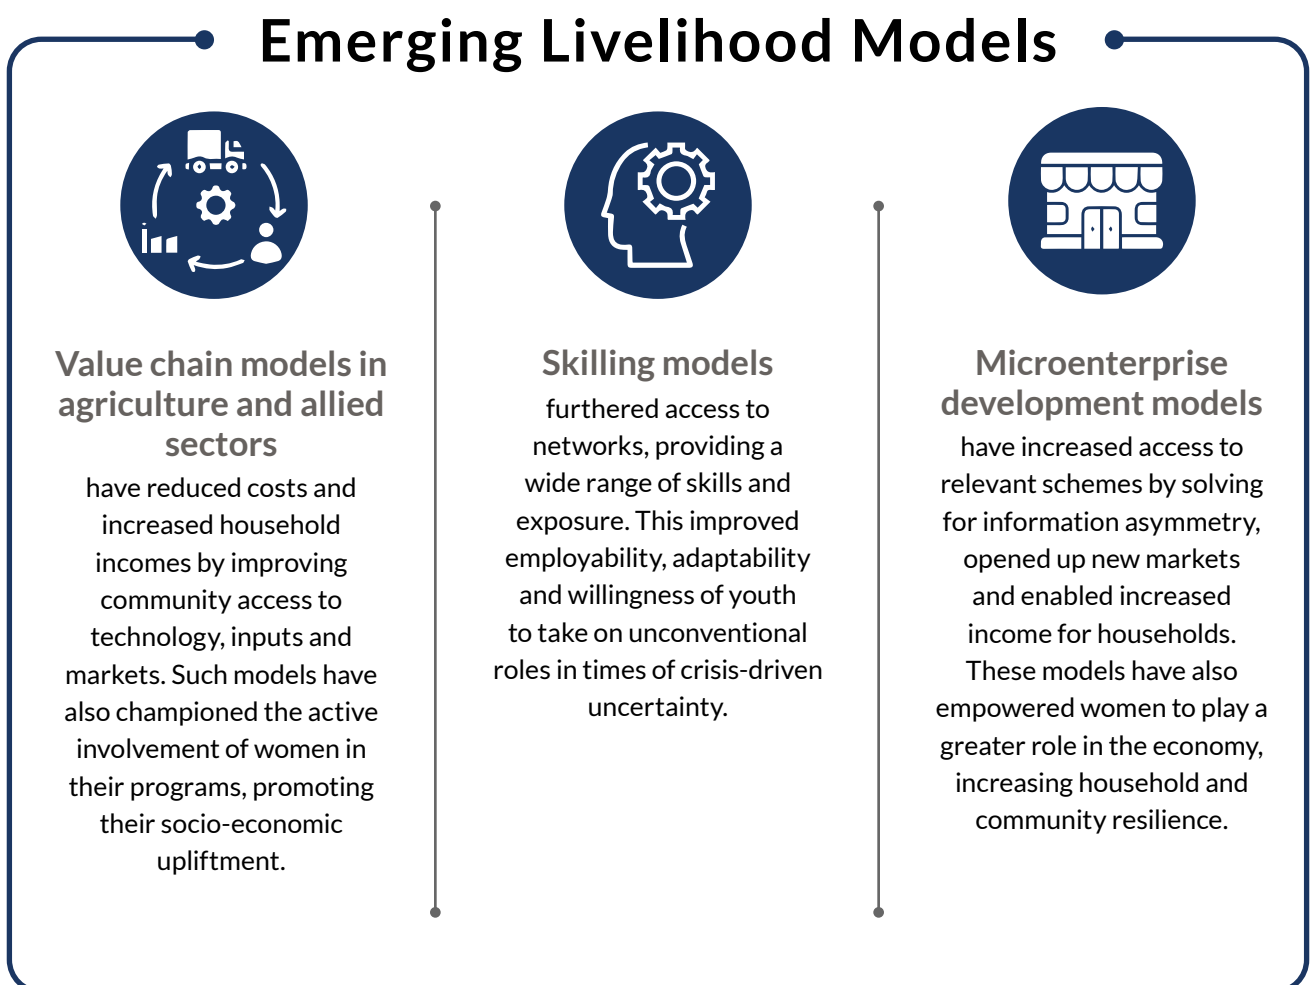 Emerging Livelihood Models
Value chain models in
agriculture and allied
sectors
have reduced costs and
increased household
incomes by improving
community access to
technology, inputs and
markets. Such models have
also championed the active
involvement of women in
their programs, promoting
their socio-economic
upliftment.
Skilling models
furthered access to
networks, providing a
wide range of skills and
exposure. This improved
employability, adaptability
and willingness of youth
to take on unconventional
roles in times of crisis-driven
uncertainty.
Microenterprise
development models
have increased access to
relevant schemes by solving
for information asymmetry,
opened up new markets
and enabled increased
income for households.
These models have also
empowered women to play a
greater role in the economy,
increasing household and
community resilience.